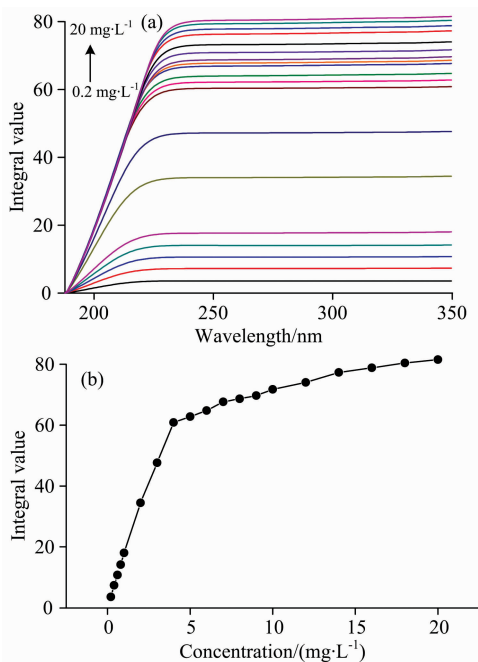 (a)
20 mg·L⁻¹
0.2 mg·L⁻¹
Integral value
80
60
40
20
0
200 250 300 350
Wavelength/nm
(b)
Integral value
80
60
40
20
0
0 5 10 15 20
Concentration/(mg·L⁻¹)